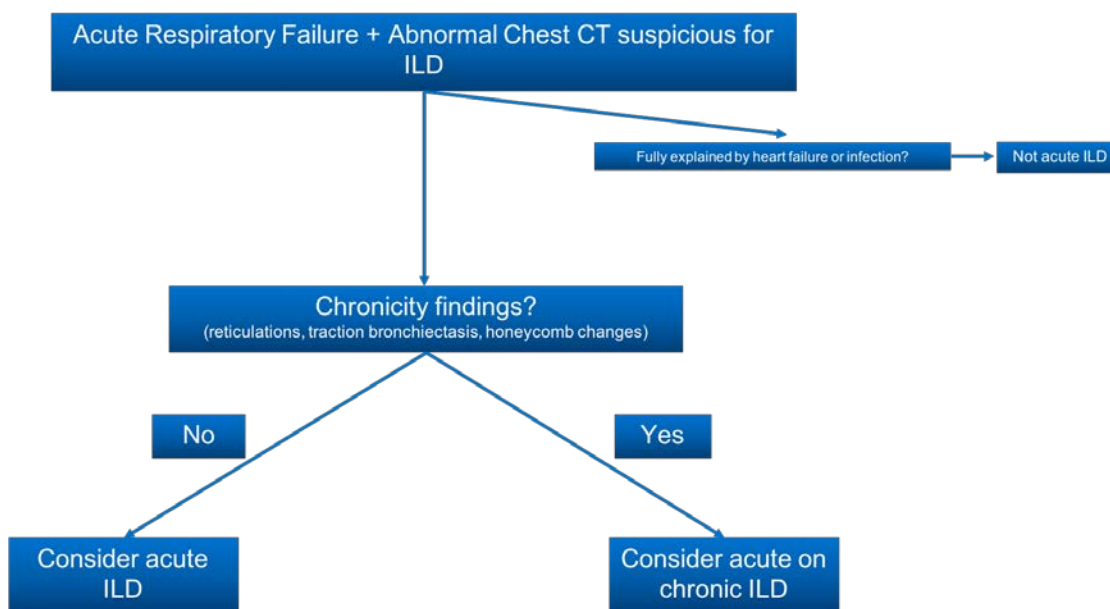 Acute Respiratory Failure + Abnormal Chest CT suspicious for
ILD
Fully explained by heart failure or infection?
Not acute ILD
Chronicity findings?
(reticulations, traction bronchiectasis, honeycomb changes)
No
Yes
Consider acute
ILD
Consider acute on
chronic ILD